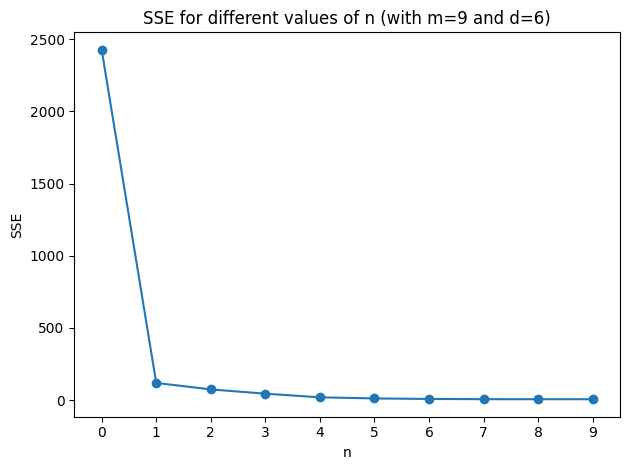 SSE for different values of n (with m=9 and d=6)
2500
2000
1500
1000
500
0
SSE
0 1 2 3 4 5 6 7 8 9
n